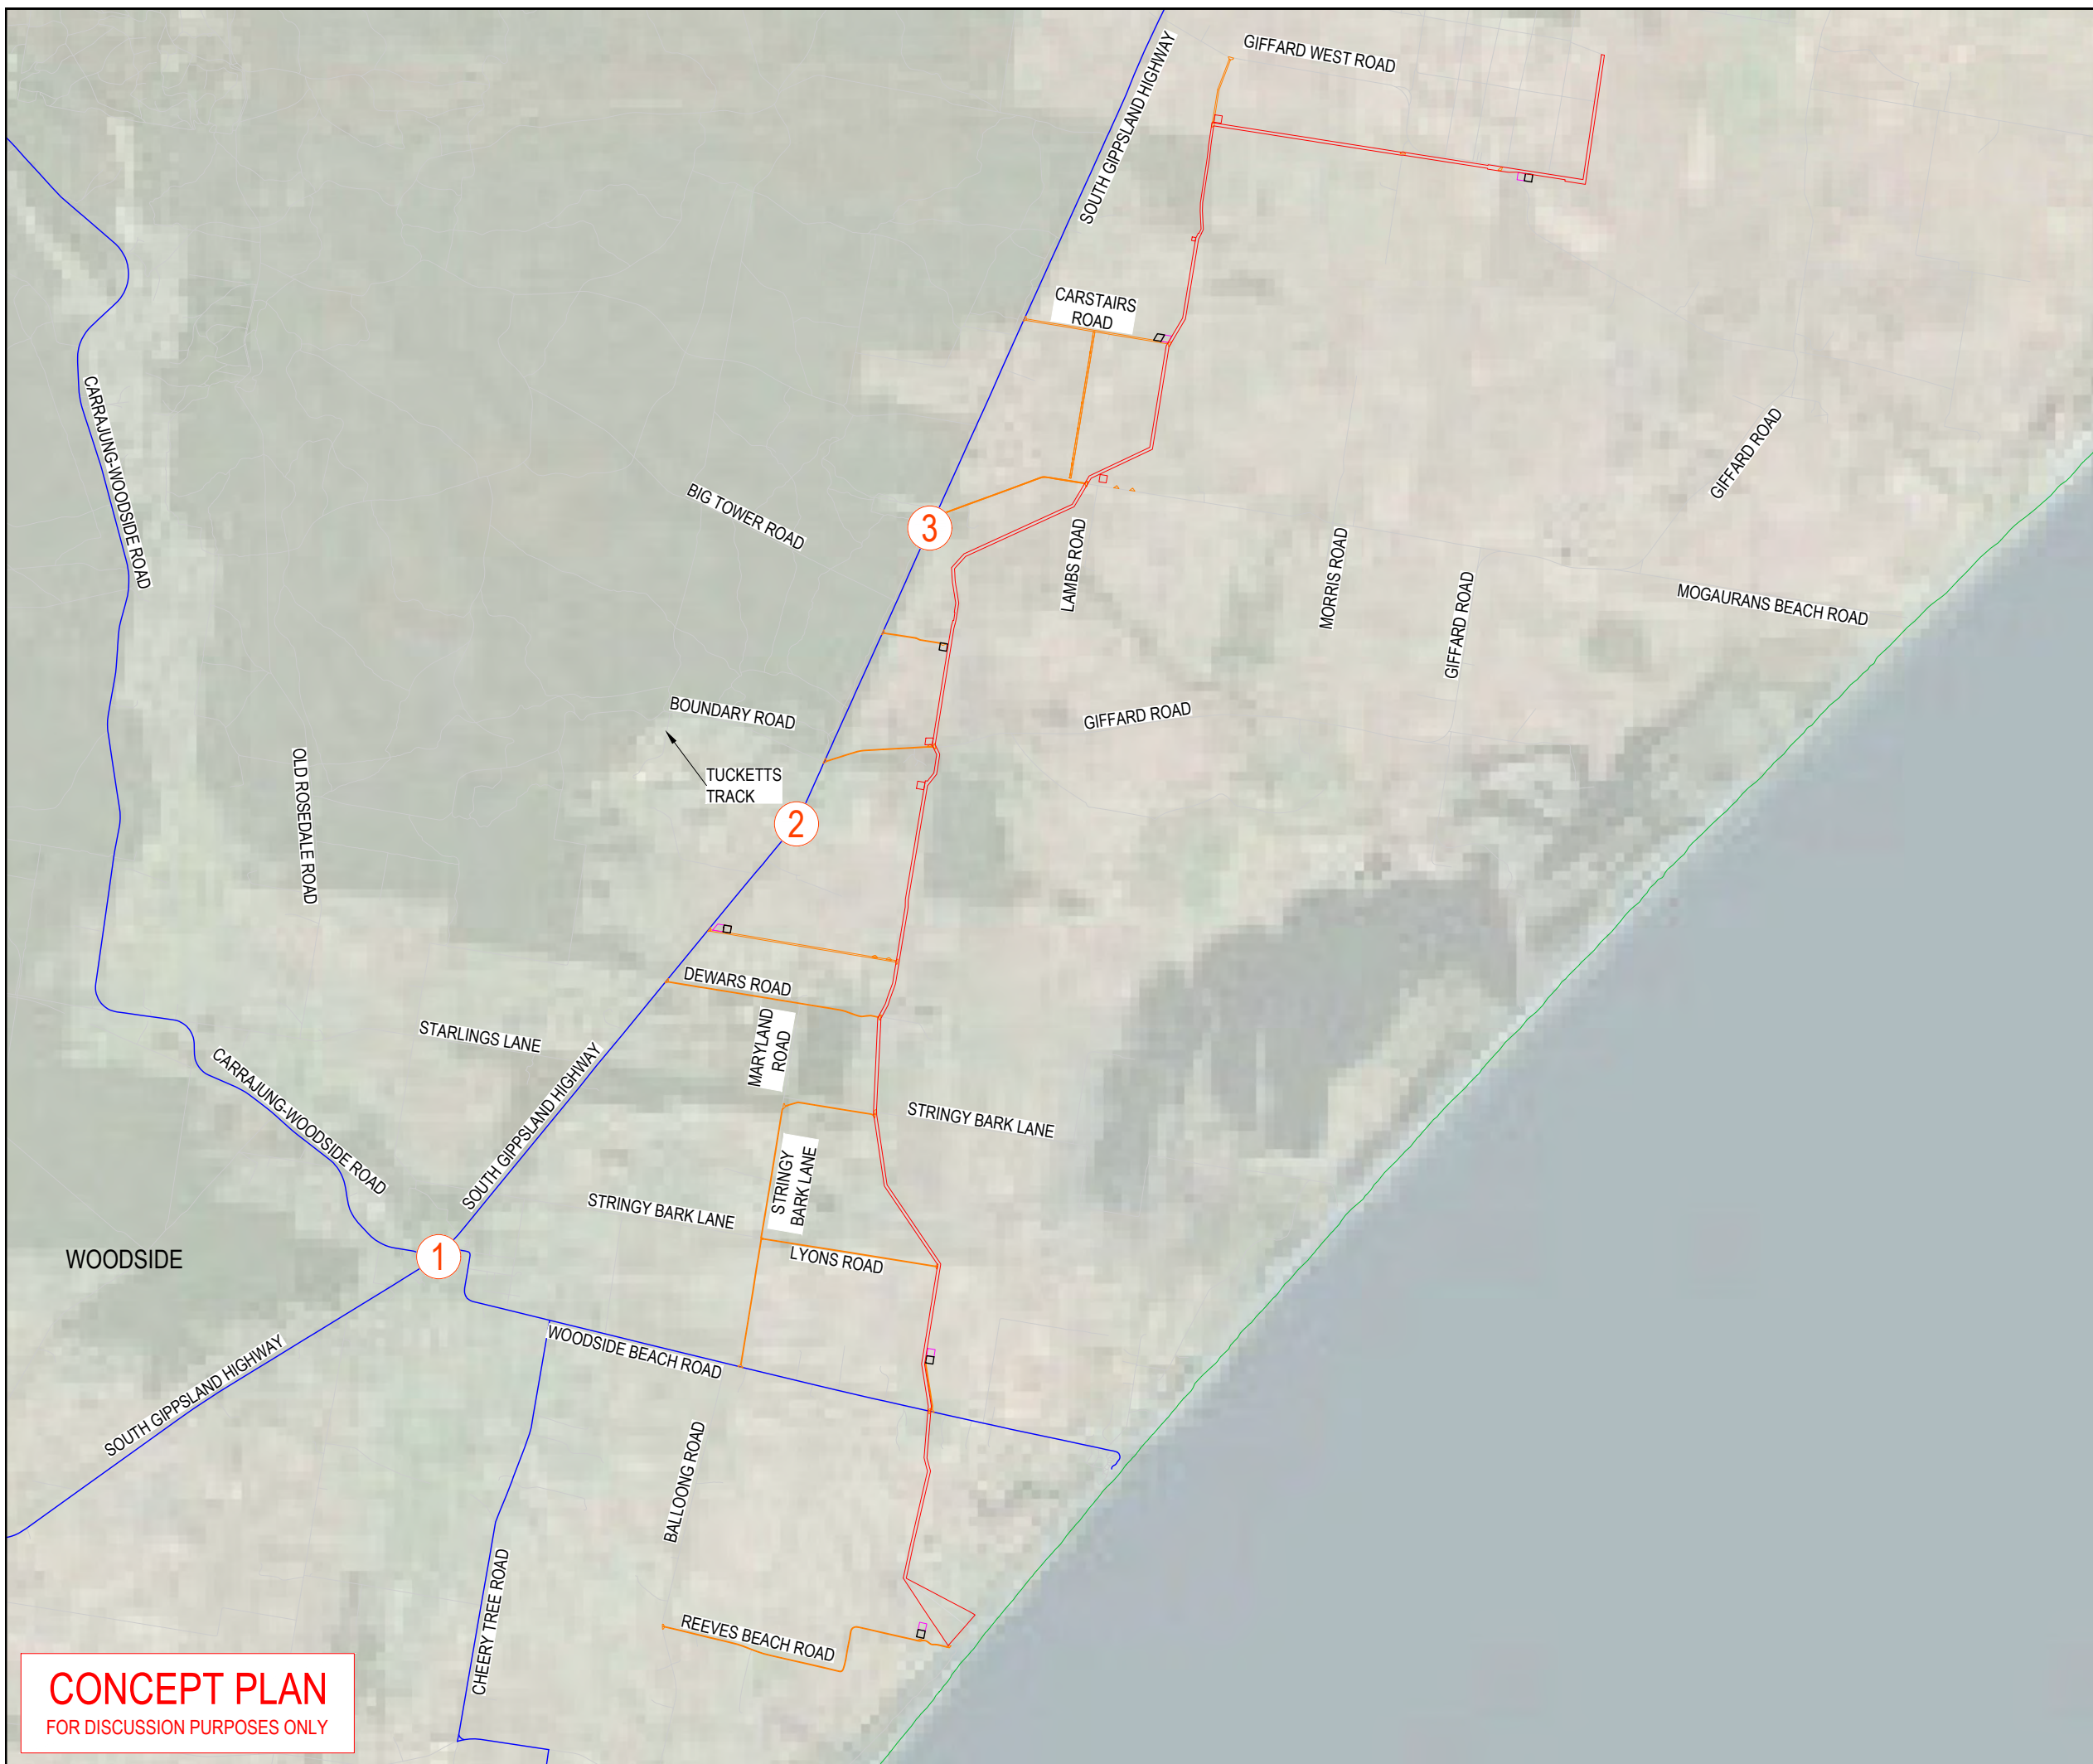 GIFFARD WEST ROAD
SOUTH GIPPSLAND HIGHWAY
CARSTAIRS
ROAD
CARRAJUNG-WOODSIDE ROAD
GIFFARD ROAD
BIG TOWER ROAD
3
LAMBS ROAD
MORRIS ROAD
GIFFARD ROAD
MOGAURANS BEACH ROAD
BOUNDARY ROAD
GIFFARD ROAD
TUCKETTS
TRACK
OLD ROSEDALE ROAD
2
DEWARS ROAD
MARYLAND
ROAD
STARLINGS LANE
CARRAJUNG-WOODSIDE ROAD
SOUTH GIPPSLAND HIGHWAY
STRINGY BARK LANE
STRINGY
BARK LANE
STRINGY BARK LANE
WOODSIDE
1
LYONS ROAD
WOODSIDE BEACH ROAD
SOUTH GIPPSLAND HIGHWAY
BALLOONG ROAD
CHEERY TREE ROAD
REEVES BEACH ROAD
CONCEPT PLAN
FOR DISCUSSION PURPOSES ONLY